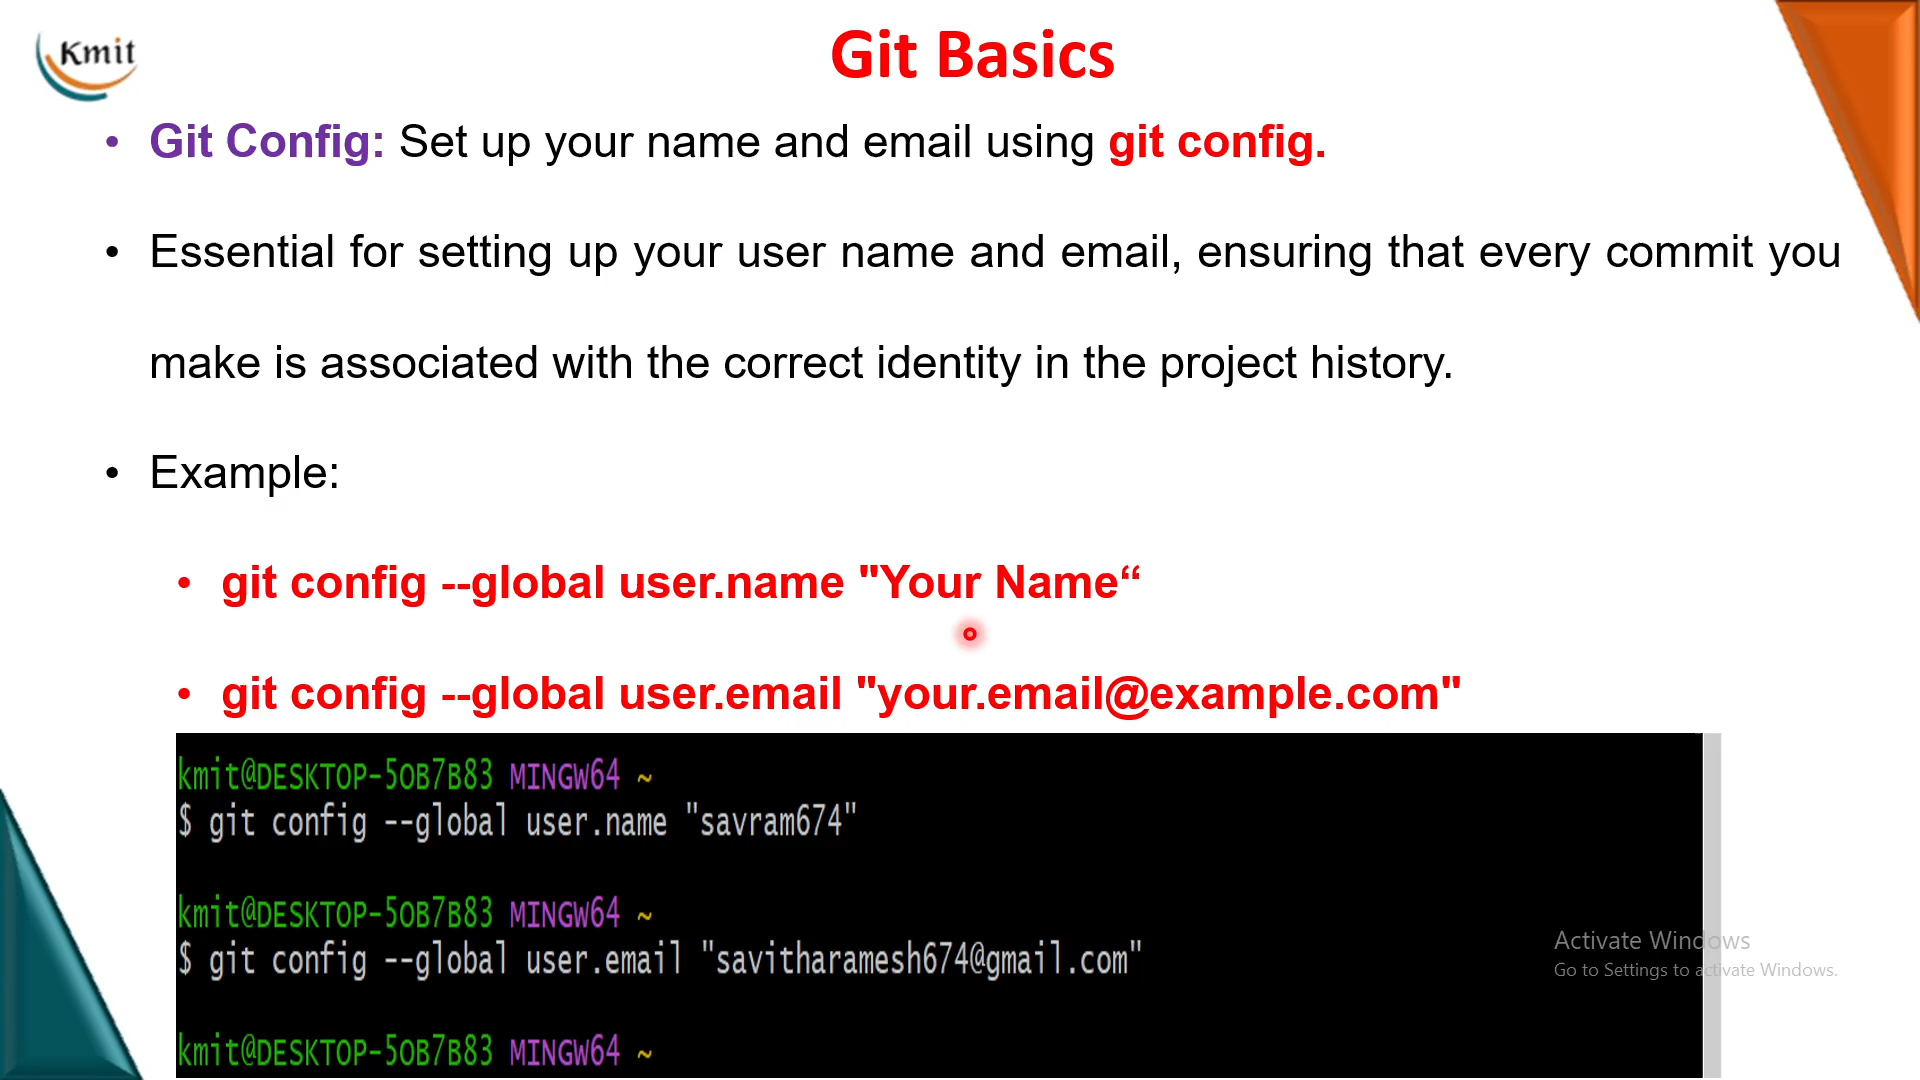 Kmit
Git Basics
• Git Config: Set up your name and email using git config.
• Essential for setting up your user name and email, ensuring that every commit you
make is associated with the correct identity in the project history.
• Example:
• git config --global user.name "Your Name“
• git config --global user.email "your.email@example.com"
kmit@DESKTOP-5OB7B83 MINGW64 ~
$ git config --global user.name "savram674"
kmit@DESKTOP-5OB7B83 MINGW64 ~
$ git config --global user.email "savitharamesh674@gmail.com"
kmit@DESKTOP-5OB7B83 MINGW64 ~
Activate Windows
Go to Settings to activate Windows.